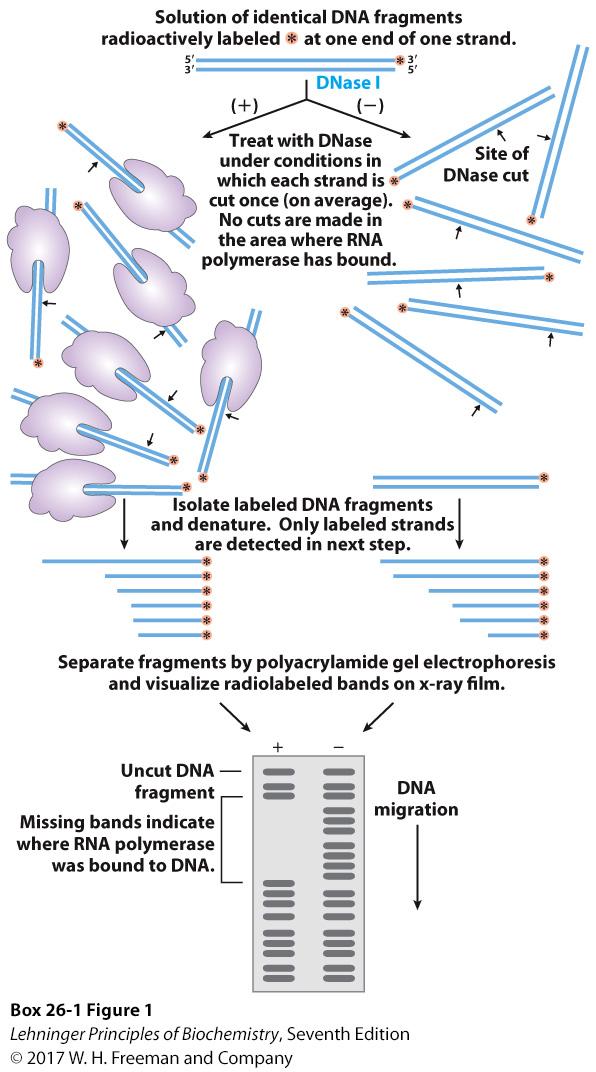 Solution of identical DNA fragments
radioactively labeled * at one end of one strand.
5′ * 3′
3′ 5′
DNase I
(+) (−)
Treat with DNase
under conditions in
which each strand is
cut once (on average).
No cuts are made in
the area where RNA
polymerase has bound.
Site of
DNase cut
Isolate labeled DNA fragments
and denature. Only labeled strands
are detected in next step.
Separate fragments by polyacrylamide gel electrophoresis
and visualize radiolabeled bands on x-ray film.
+ −
Uncut DNA
fragment
Missing bands indicate
where RNA polymerase
was bound to DNA.
DNA
migration
Box 26-1 Figure 1
Lehninger Principles of Biochemistry, Seventh Edition
© 2017 W. H. Freeman and Company